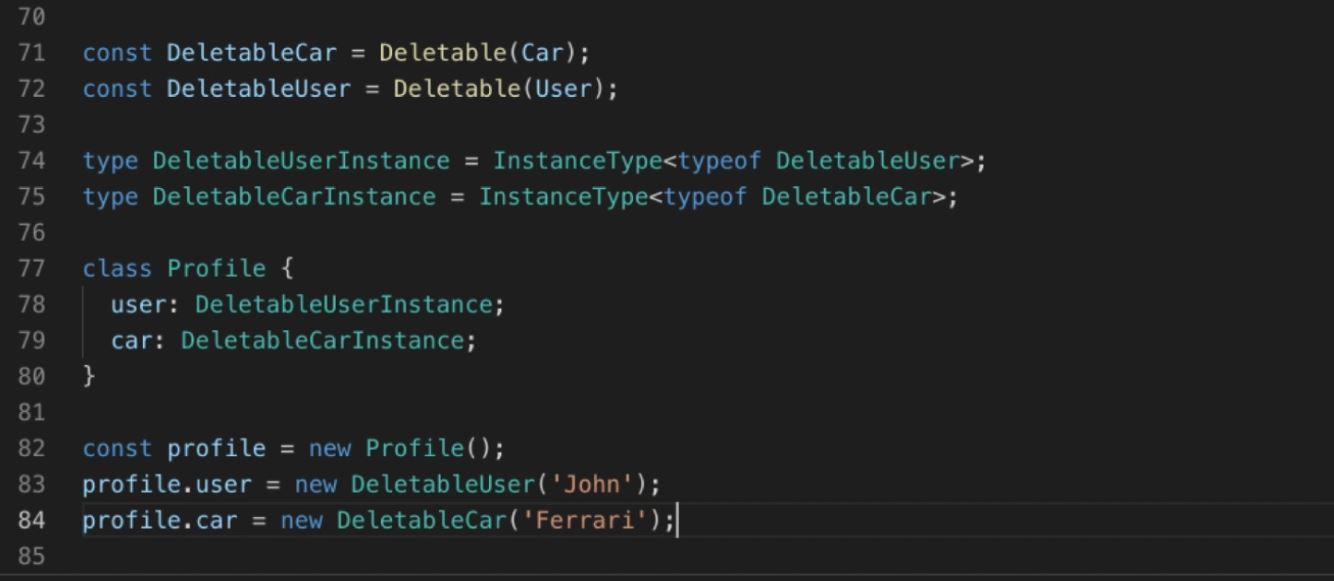 70
71 const DeletableCar = Deletable(Car);
72 const DeletableUser = Deletable(User);
73
74 type DeletableUserInstance = InstanceType<typeof DeletableUser>;
75 type DeletableCarInstance = InstanceType<typeof DeletableCar>;
76
77 class Profile {
78   user: DeletableUserInstance;
79   car: DeletableCarInstance;
80 }
81
82 const profile = new Profile();
83 profile.user = new DeletableUser('John');
84 profile.car = new DeletableCar('Ferrari');
85